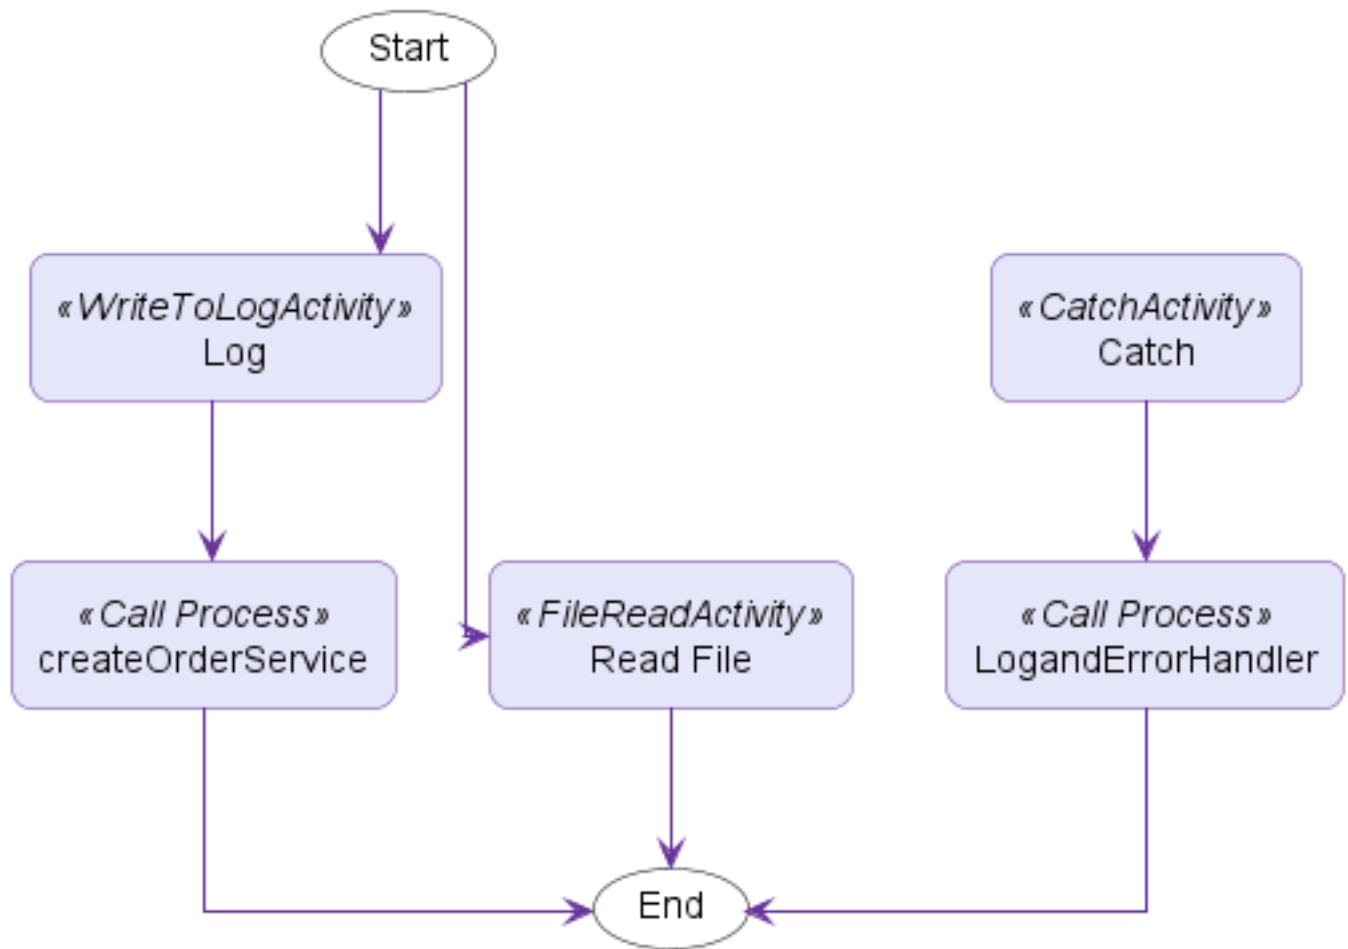 Start
«WriteToLogActivity»
Log
«CatchActivity»
Catch
«Call Process»
createOrderService
«FileReadActivity»
Read File
«Call Process»
LogandErrorHandler
End